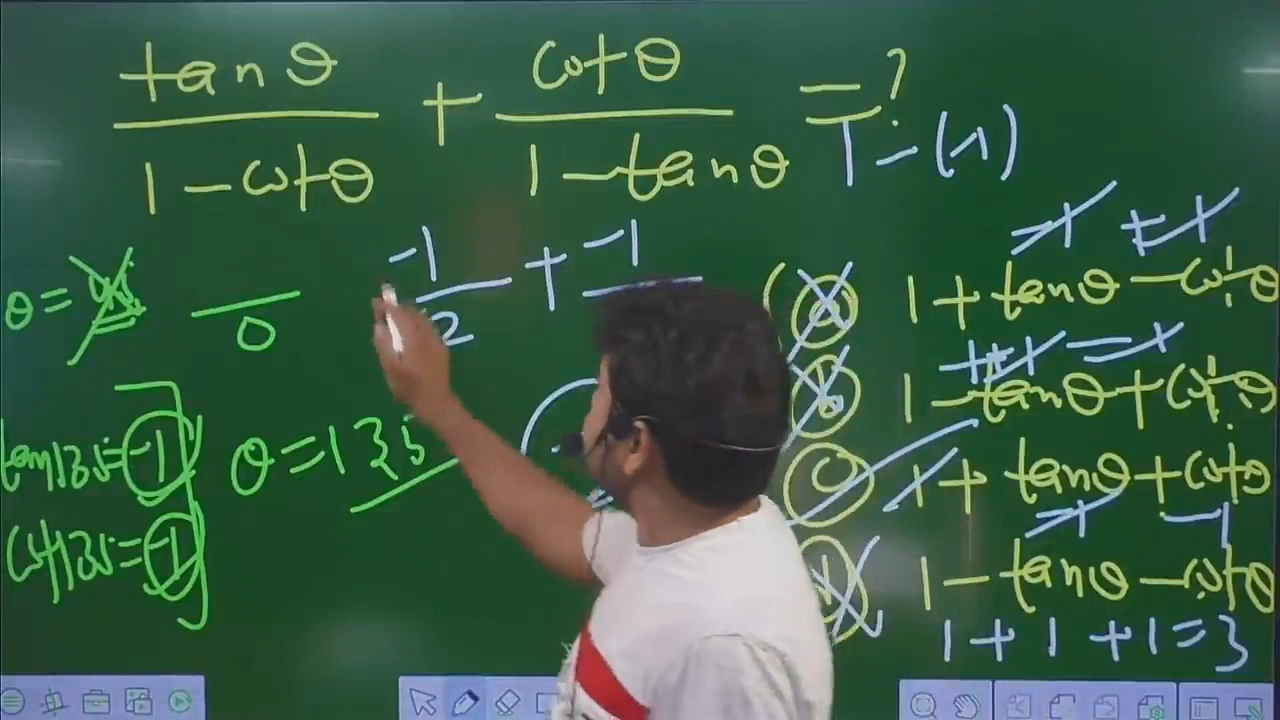 tanθ/1-cotθ + cotθ/1-tanθ = ?
1-(-1)
-1/2 + -1/
θ =
0
tan135=-1
cot135=-1
θ=135
(a) 1+tanθ-cotθ
(b) 1-tanθ+cotθ
(c) 1+tanθ+cotθ
1-tanθ-cotθ
1+1+1=3